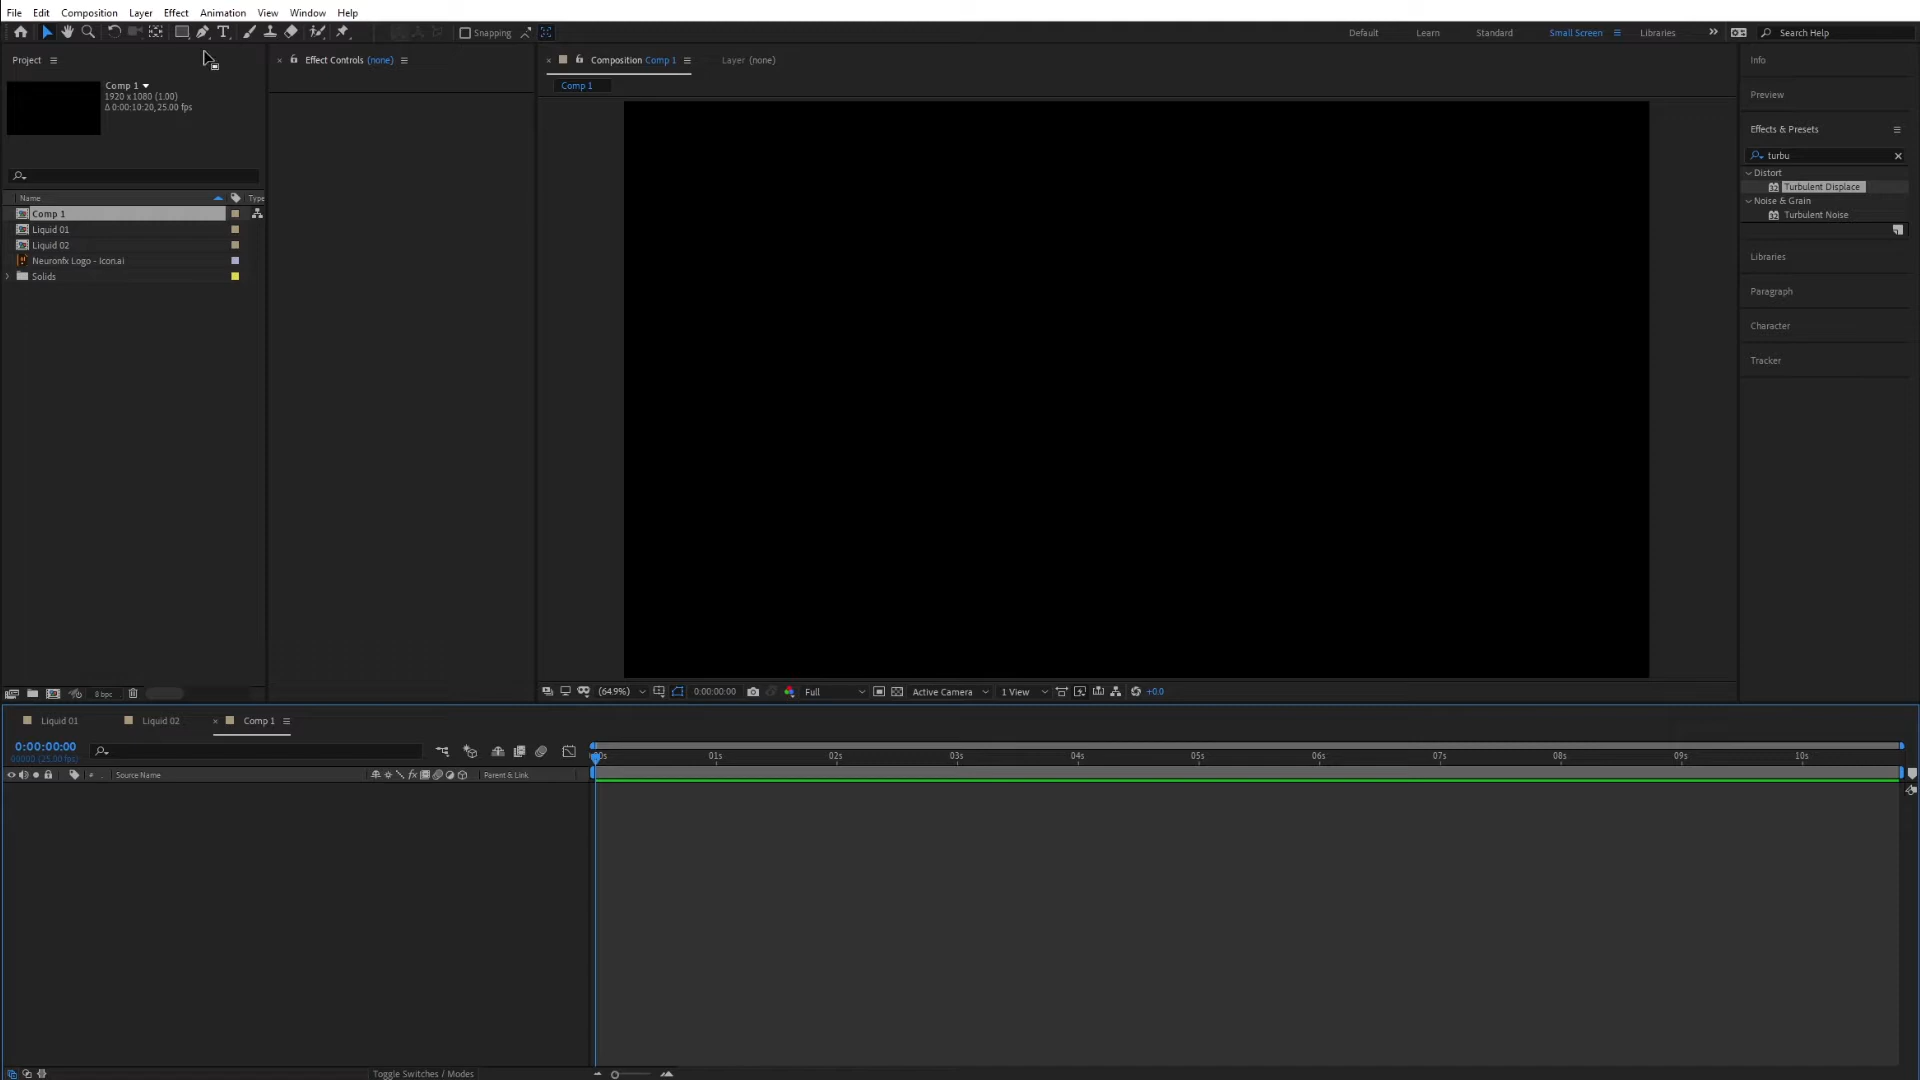 File Edit Composition Layer Effect Animation View Window Help
Snapping Default Learn Standard Small Screen Libraries Search Help
Project Effect Controls (none) Composition Comp 1 Layer (none) Info
Comp 1 Comp 1
1920 x 1080 (1.00)
Δ 0:00:10:20, 25.00 fps
Preview
Effects & Presets
turbu
Distort
Turbulent Displace
Noise & Grain
Turbulent Noise
Libraries
Paragraph
Character
Tracker
Name Type
Comp 1
Liquid 01
Liquid 02
Neuronfx Logo - Icon.ai
Solids
8 bpc (64.9%) 0:00:00:00 Full Active Camera 1 View +0.0
Liquid 01 Liquid 02 Comp 1
0:00:00:00
00000 (25.00 fps)
01s 02s 03s 04s 05s 06s 07s 08s 09s 10s
# Source Name fx Parent & Link
Toggle Switches / Modes